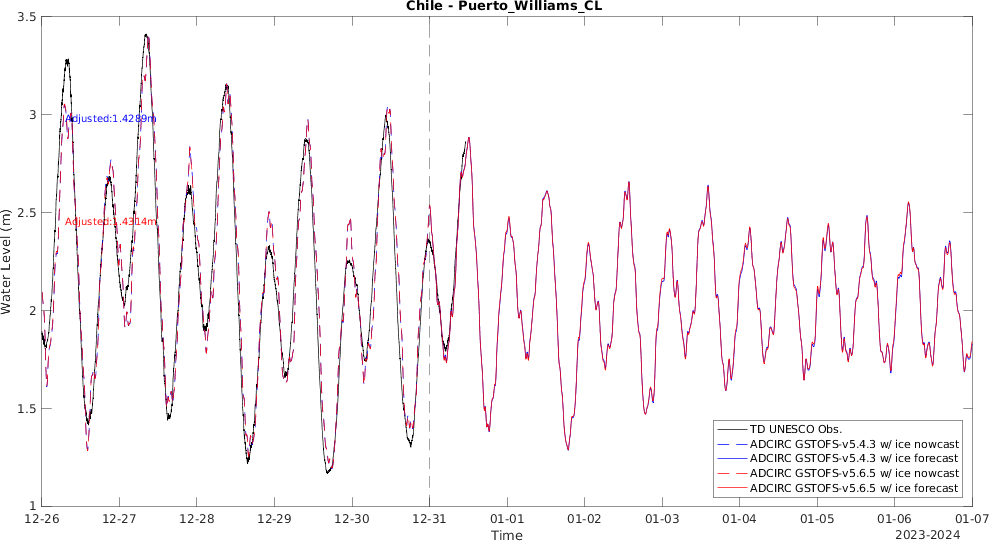 Chile - Puerto_Williams_CL
3.5
3
2.5
2
1.5
1
Water Level (m)
Adjusted:1.4289m
Adjusted:1.4314m
TD UNESCO Obs.
ADCIRC GSTOFS-v5.4.3 w/ ice nowcast
ADCIRC GSTOFS-v5.4.3 w/ ice forecast
ADCIRC GSTOFS-v5.6.5 w/ ice nowcast
ADCIRC GSTOFS-v5.6.5 w/ ice forecast
12-26 12-27 12-28 12-29 12-30 12-31 01-01 01-02 01-03 01-04 01-05 01-06 01-07
Time
2023-2024